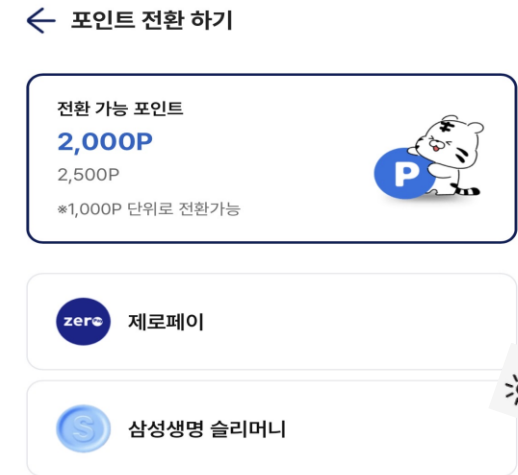 포인트 전환 하기
전환 가능 포인트
2,000P
2,500P
※1,000P 단위로 전환가능
P
zero pay
제로페이
S
삼성생명 슬리머니